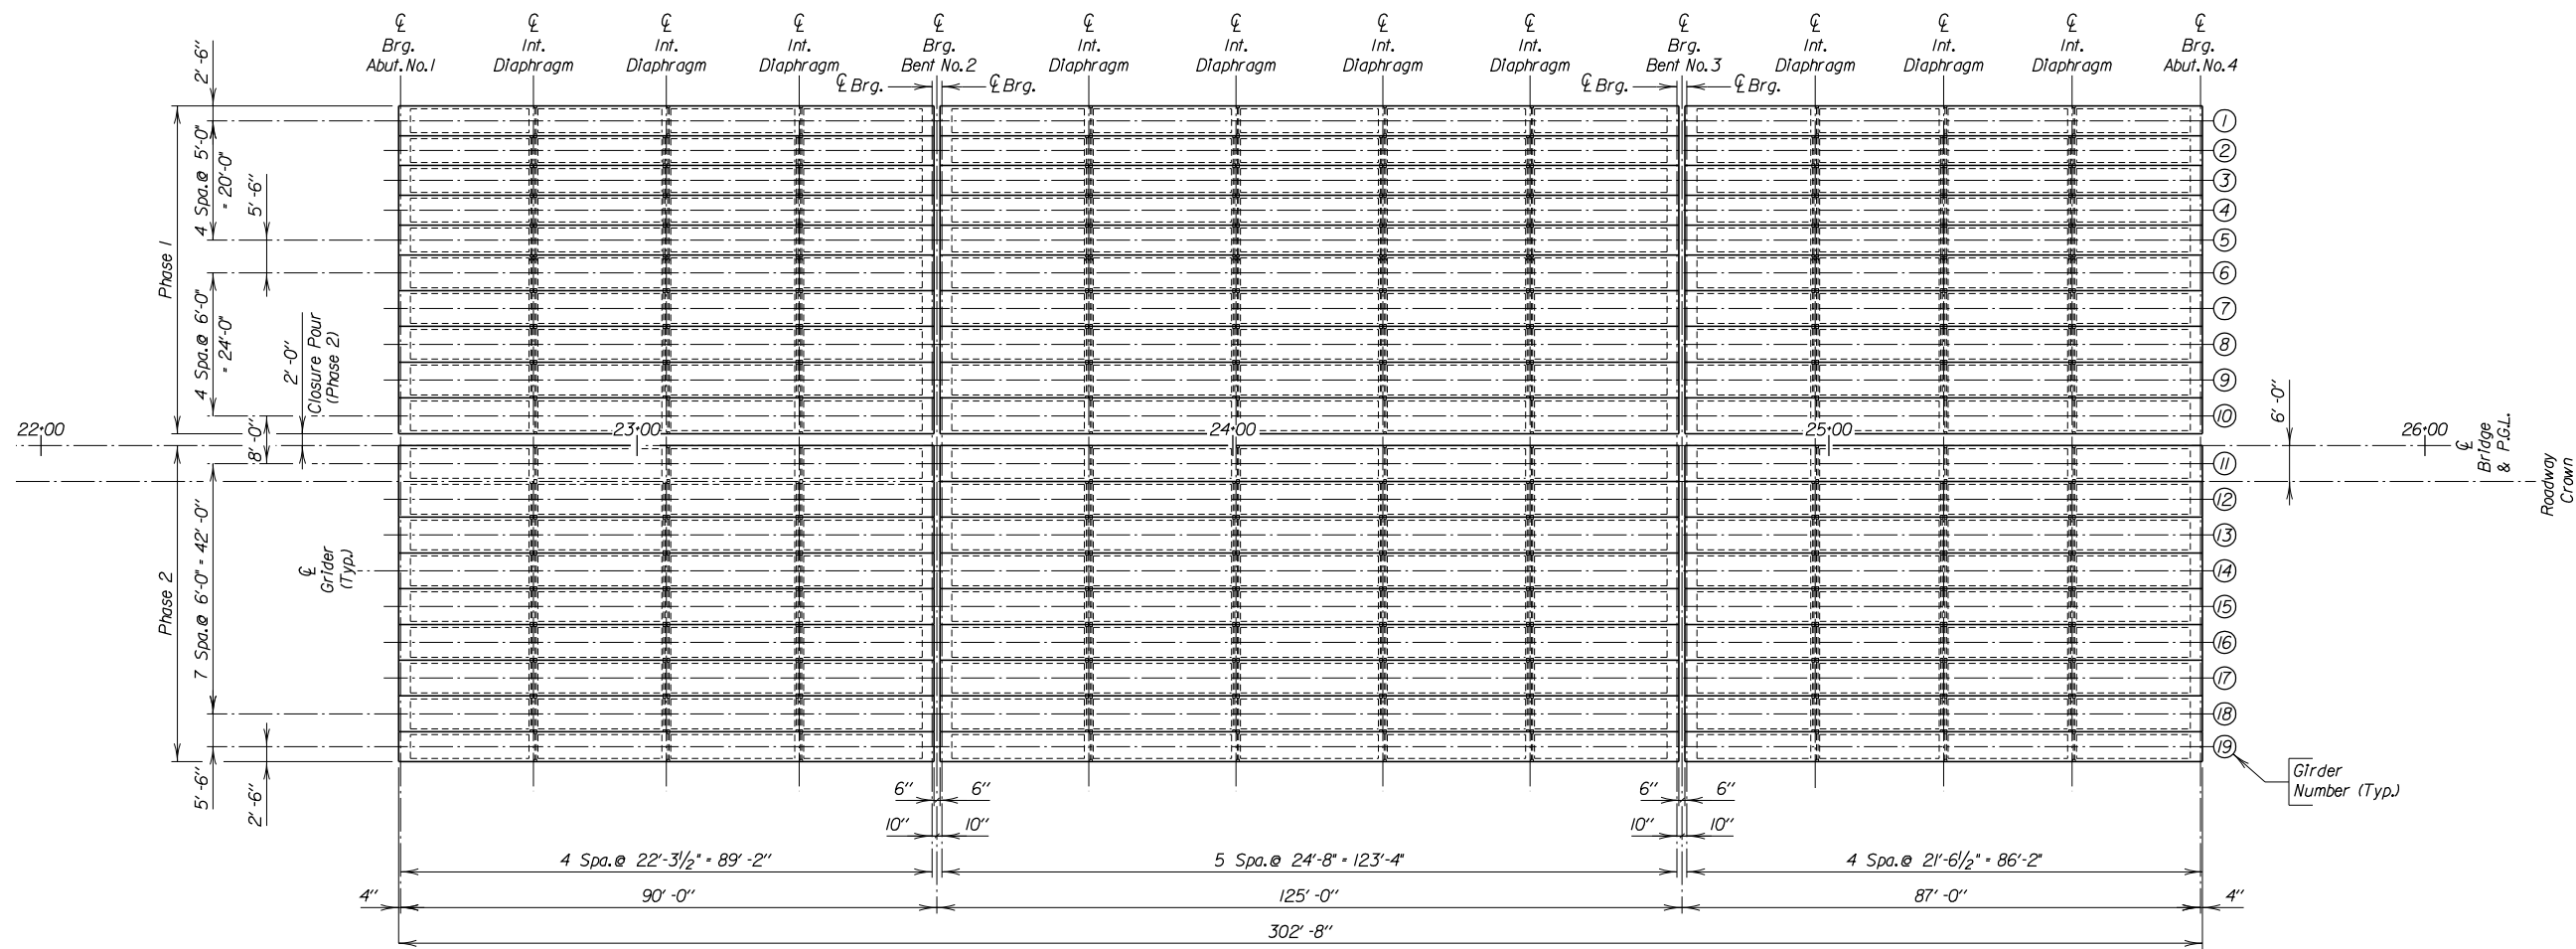 ℄ Brg. Abut.No.1
℄ Int. Diaphragm
℄ Int. Diaphragm
℄ Int. Diaphragm
℄ Brg. Bent No.2
℄ Int. Diaphragm
℄ Int. Diaphragm
℄ Int. Diaphragm
℄ Int. Diaphragm
℄ Brg. Bent No.3
℄ Int. Diaphragm
℄ Int. Diaphragm
℄ Int. Diaphragm
℄ Brg. Abut.No.4
℄ Brg.
℄ Brg.
℄ Brg.
℄ Brg.
2'-6"
4 Spa.@ 5'-0"
= 20'-0"
5'-6"
Phase 1
4 Spa.@ 6'-0"
= 24'-0"
2'-0"
Closure Pour
(Phase 2)
8'-0"
1
2
3
4
5
6
7
8
9
10
22+00
23+00
24+00
25+00
26+00
6'-0"
℄
Bridge
& P.G.L.
Roadway
Crown
11
12
13
14
15
16
17
18
19
Phase 2
7 Spa.@ 6'-0" = 42'-0"
℄
Grider
(Typ.)
5'-6"
2'-6"
Girder
Number (Typ.)
6"
6"
6"
6"
10"
10"
10"
10"
4 Spa.@ 22'-3 1/2" = 89'-2"
5 Spa.@ 24'-8" = 123'-4"
4 Spa.@ 21'-6 1/2" = 86'-2"
4"
90'-0"
125'-0"
87'-0"
4"
302'-8"